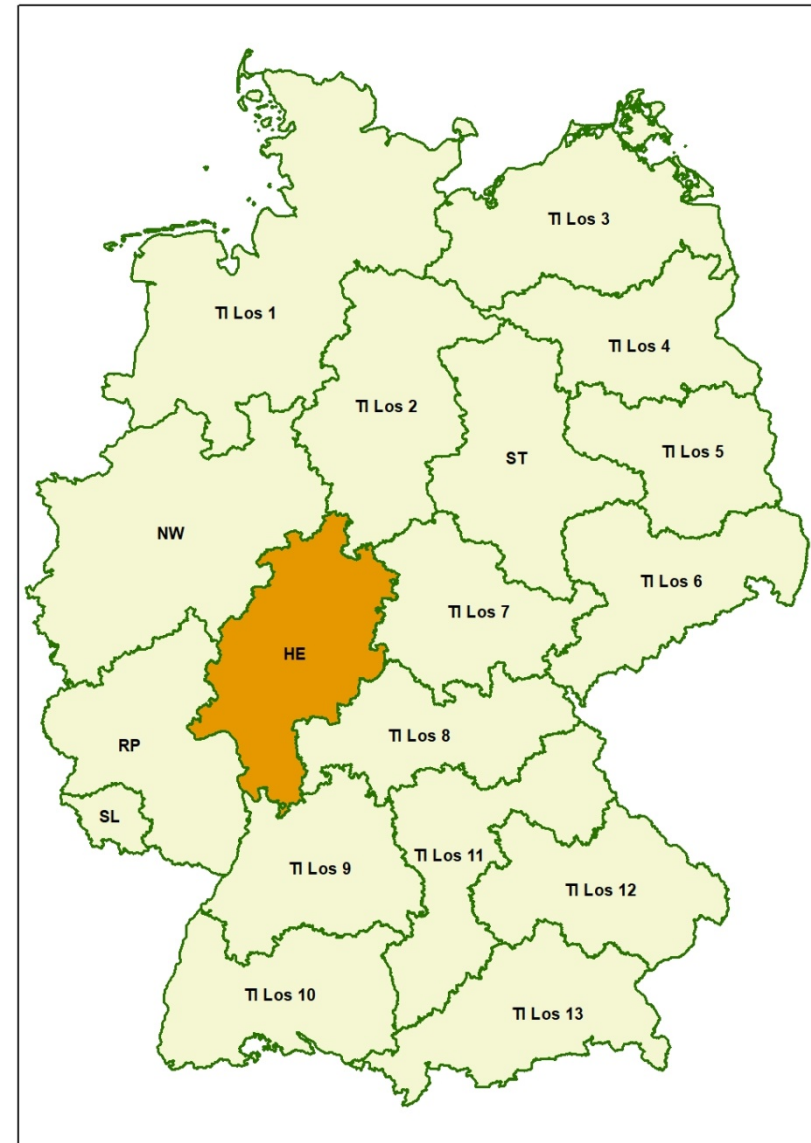 TI Los 3
TI Los 1
TI Los 4
TI Los 2
TI Los 5
ST
NW
TI Los 6
TI Los 7
HE
TI Los 8
RP
SL
TI Los 11
TI Los 9
TI Los 12
TI Los 10
TI Los 13